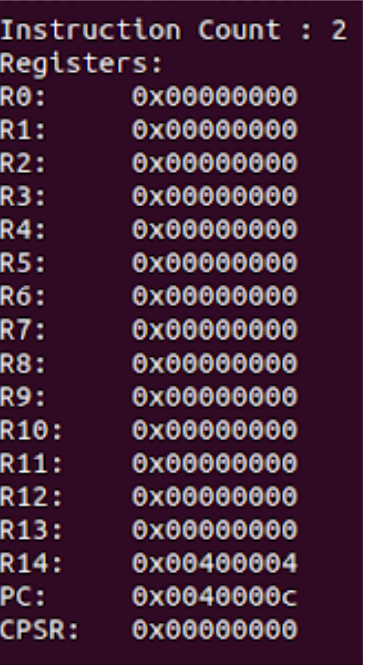 Instruction Count : 2
Registers:
R0: 0x00000000
R1: 0x00000000
R2: 0x00000000
R3: 0x00000000
R4: 0x00000000
R5: 0x00000000
R6: 0x00000000
R7: 0x00000000
R8: 0x00000000
R9: 0x00000000
R10: 0x00000000
R11: 0x00000000
R12: 0x00000000
R13: 0x00000000
R14: 0x00400004
PC: 0x0040000c
CPSR: 0x00000000